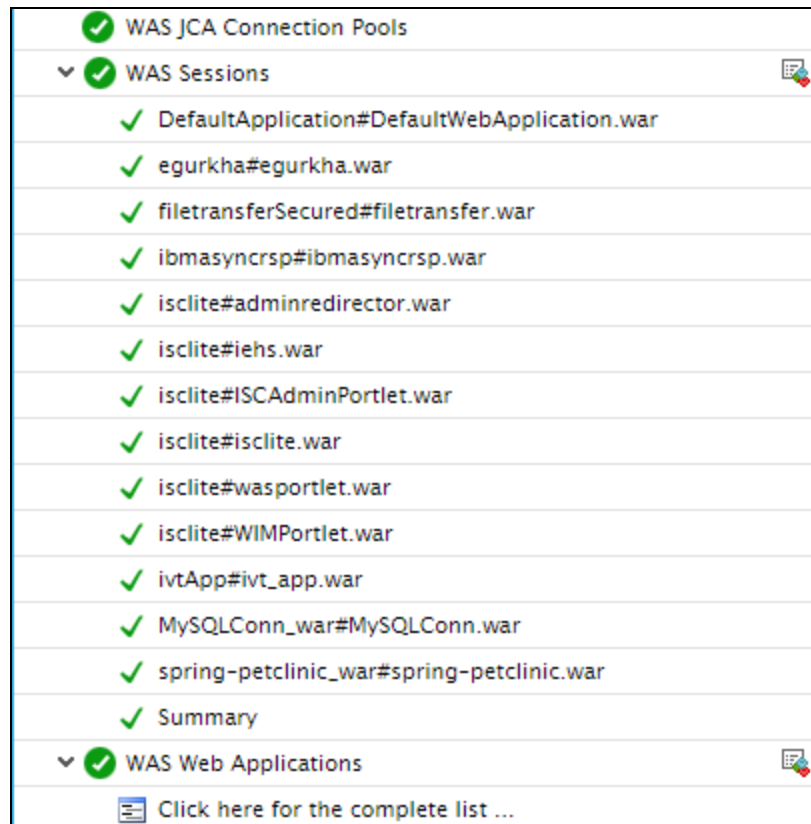 WAS JCA Connection Pools
WAS Sessions
DefaultApplication#DefaultWebApplication.war
egurkha#egurkha.war
filetransferSecured#filetransfer.war
ibmasyncrsp#ibmasyncrsp.war
isclite#adminredirector.war
isclite#iehs.war
isclite#ISCAdminPortlet.war
isclite#isclite.war
isclite#wasportlet.war
isclite#WIMPortlet.war
ivtApp#ivt_app.war
MySQLConn_war#MySQLConn.war
spring-petclinic_war#spring-petclinic.war
Summary
WAS Web Applications
Click here for the complete list ...